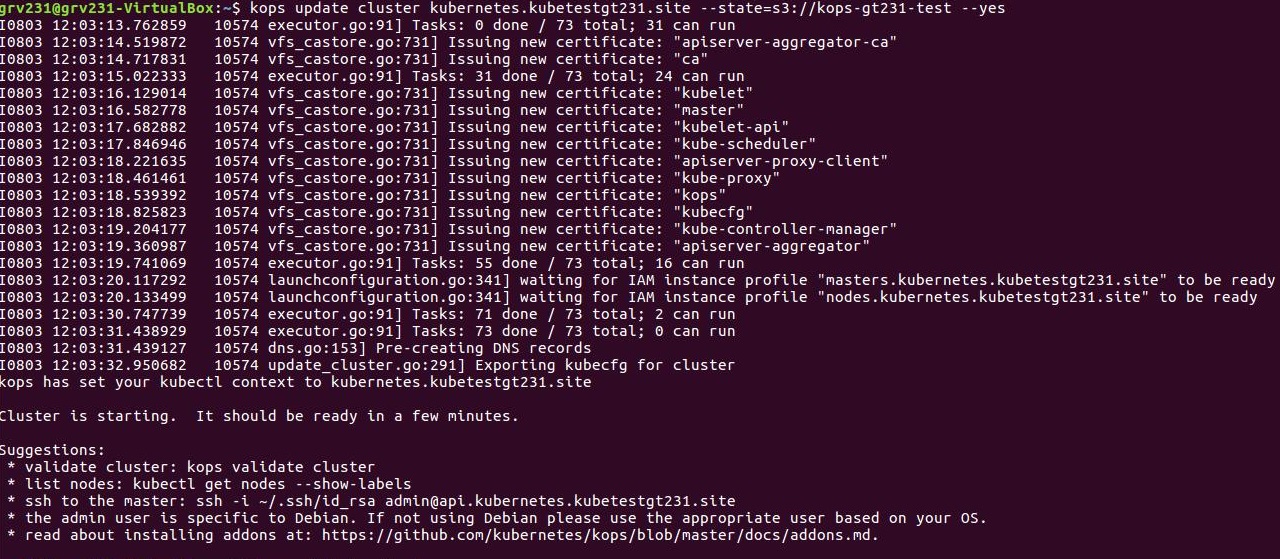 grv231@grv231-VirtualBox:~$ kops update cluster kubernetes.kubetestgt231.site --state=s3://kops-gt231-test --yes
I0803 12:03:13.762859   10574 executor.go:91] Tasks: 0 done / 73 total; 31 can run
I0803 12:03:14.519872   10574 vfs_castore.go:731] Issuing new certificate: "apiserver-aggregator-ca"
I0803 12:03:14.717831   10574 vfs_castore.go:731] Issuing new certificate: "ca"
I0803 12:03:15.022333   10574 executor.go:91] Tasks: 31 done / 73 total; 24 can run
I0803 12:03:16.129014   10574 vfs_castore.go:731] Issuing new certificate: "kubelet"
I0803 12:03:16.582778   10574 vfs_castore.go:731] Issuing new certificate: "master"
I0803 12:03:17.682882   10574 vfs_castore.go:731] Issuing new certificate: "kubelet-api"
I0803 12:03:17.846946   10574 vfs_castore.go:731] Issuing new certificate: "kube-scheduler"
I0803 12:03:18.221635   10574 vfs_castore.go:731] Issuing new certificate: "apiserver-proxy-client"
I0803 12:03:18.461461   10574 vfs_castore.go:731] Issuing new certificate: "kube-proxy"
I0803 12:03:18.539392   10574 vfs_castore.go:731] Issuing new certificate: "kops"
I0803 12:03:18.825823   10574 vfs_castore.go:731] Issuing new certificate: "kubecfg"
I0803 12:03:19.204177   10574 vfs_castore.go:731] Issuing new certificate: "kube-controller-manager"
I0803 12:03:19.360987   10574 vfs_castore.go:731] Issuing new certificate: "apiserver-aggregator"
I0803 12:03:19.741069   10574 executor.go:91] Tasks: 55 done / 73 total; 16 can run
I0803 12:03:20.117292   10574 launchconfiguration.go:341] waiting for IAM instance profile "masters.kubernetes.kubetestgt231.site" to be ready
I0803 12:03:20.133499   10574 launchconfiguration.go:341] waiting for IAM instance profile "nodes.kubernetes.kubetestgt231.site" to be ready
I0803 12:03:30.747739   10574 executor.go:91] Tasks: 71 done / 73 total; 2 can run
I0803 12:03:31.438929   10574 executor.go:91] Tasks: 73 done / 73 total; 0 can run
I0803 12:03:31.439127   10574 dns.go:153] Pre-creating DNS records
I0803 12:03:32.950682   10574 update_cluster.go:291] Exporting kubecfg for cluster
kops has set your kubectl context to kubernetes.kubetestgt231.site
Cluster is starting.  It should be ready in a few minutes.
Suggestions:
 * validate cluster: kops validate cluster
 * list nodes: kubectl get nodes --show-labels
 * ssh to the master: ssh -i ~/.ssh/id_rsa admin@api.kubernetes.kubetestgt231.site
 * the admin user is specific to Debian. If not using Debian please use the appropriate user based on your OS.
 * read about installing addons at: https://github.com/kubernetes/kops/blob/master/docs/addons.md.